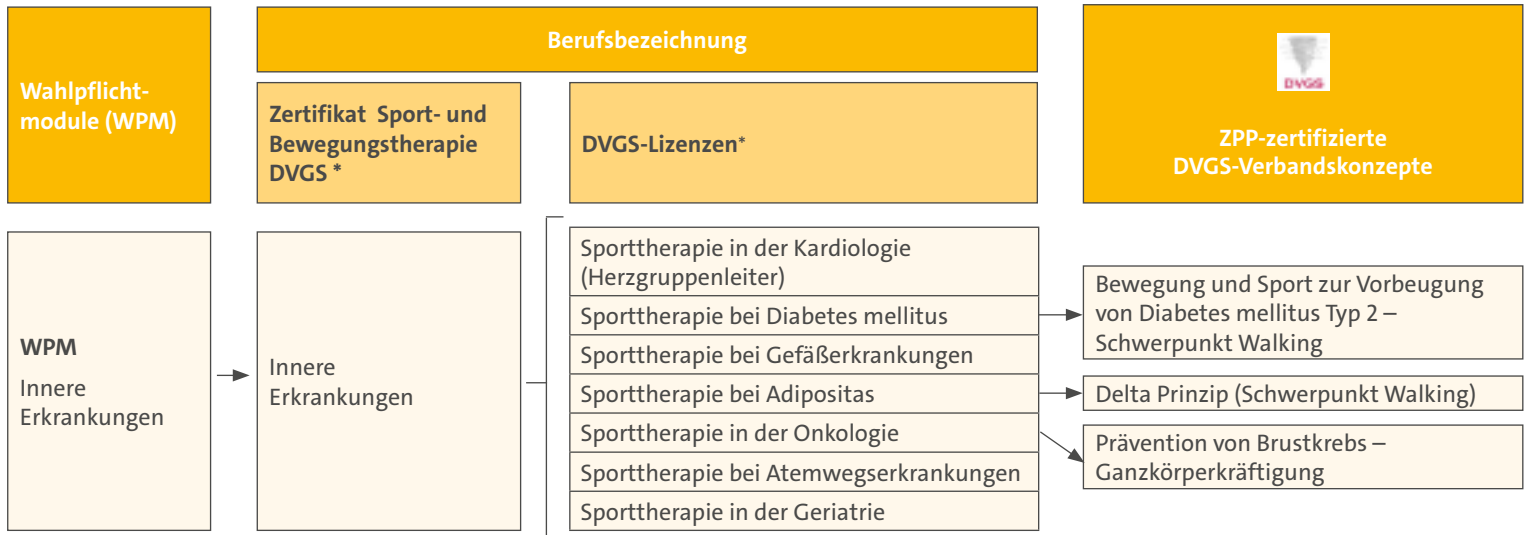 Wahlpflicht-
module (WPM)
Berufsbezeichnung
Zertifikat Sport- und
Bewegungstherapie
DVGS *
DVGS-Lizenzen*
DVGS
ZPP-zertifizierte
DVGS-Verbandskonzepte
WPM
Innere
Erkrankungen
Innere
Erkrankungen
Sporttherapie in der Kardiologie
(Herzgruppenleiter)
Sporttherapie bei Diabetes mellitus
Sporttherapie bei Gefäßerkrankungen
Sporttherapie bei Adipositas
Sporttherapie in der Onkologie
Sporttherapie bei Atemwegserkrankungen
Sporttherapie in der Geriatrie
Bewegung und Sport zur Vorbeugung
von Diabetes mellitus Typ 2 –
Schwerpunkt Walking
Delta Prinzip (Schwerpunkt Walking)
Prävention von Brustkrebs –
Ganzkörperkräftigung